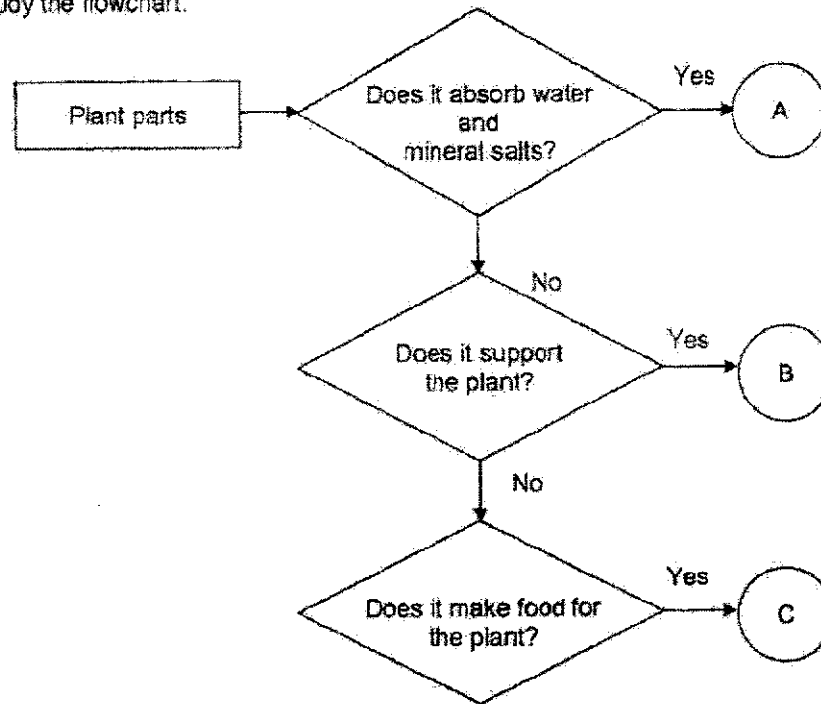 the flowchart.
Plant parts
Does it absorb water
and
mineral salts?
Yes
A
No
Does it support
the plant?
Yes
B
No
Does it make food for
the plant?
Yes
C